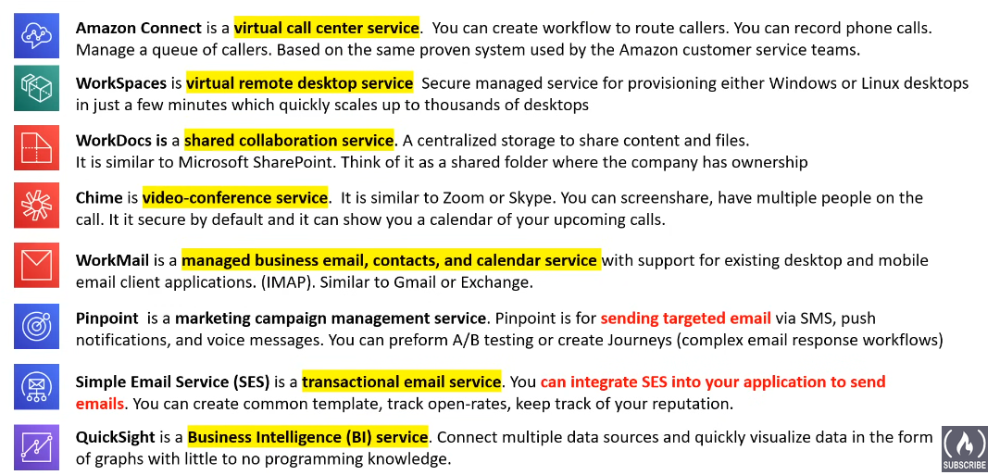 Amazon Connect is a virtual call center service. You can create workflow to route callers. You can record phone calls.
Manage a queue of callers. Based on the same proven system used by the Amazon customer service teams.
WorkSpaces is virtual remote desktop service Secure managed service for provisioning either Windows or Linux desktops
in just a few minutes which quickly scales up to thousands of desktops
WorkDocs is a shared collaboration service. A centralized storage to share content and files.
It is similar to Microsoft SharePoint. Think of it as a shared folder where the company has ownership
Chime is video-conference service. It is similar to Zoom or Skype. You can screenshare, have multiple people on the
call. It it secure by default and it can show you a calendar of your upcoming calls.
WorkMail is a managed business email, contacts, and calendar service with support for existing desktop and mobile
email client applications. (IMAP). Similar to Gmail or Exchange.
Pinpoint is a marketing campaign management service. Pinpoint is for sending targeted email via SMS, push
notifications, and voice messages. You can preform A/B testing or create Journeys (complex email response workflows)
Simple Email Service (SES) is a transactional email service. You can integrate SES into your application to send
emails. You can create common template, track open-rates, keep track of your reputation.
QuickSight is a Business Intelligence (BI) service. Connect multiple data sources and quickly visualize data in the form
of graphs with little to no programming knowledge.
SUBSCRIBE